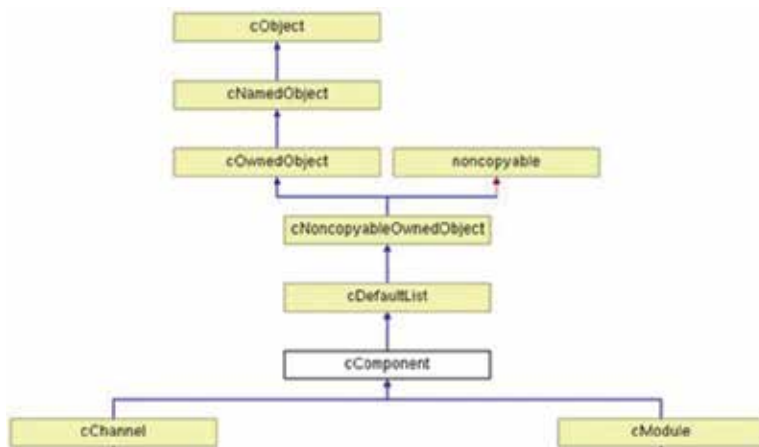 cObject
cNamedObject
cOwnedObject
noncopyable
cNoncopyableOwnedObject
cDefaultList
cComponent
cChannel
cModule